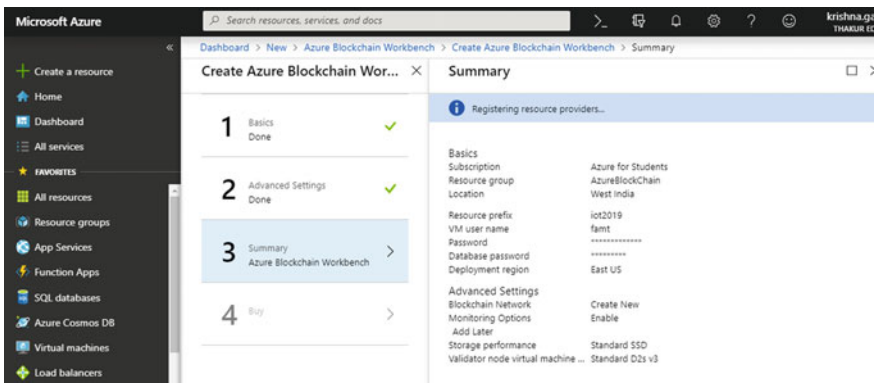 Microsoft Azure
Search resources, services, and docs
krishna.ga
THAKUR ED
«
Create a resource
Home
Dashboard
All services
FAVORITES
All resources
Resource groups
App Services
Function Apps
SQL databases
Azure Cosmos DB
Virtual machines
Load balancers
Dashboard > New > Azure Blockchain Workbench > Create Azure Blockchain Workbench > Summary
Create Azure Blockchain Wor...
1 Basics
Done
2 Advanced Settings
Done
3 Summary
Azure Blockchain Workbench
4 Buy
Summary
Registering resource providers...
Basics
Subscription Azure for Students
Resource group AzureBlockChain
Location West India
Resource prefix iot2019
VM user name famt
Password *************
Database password *********
Deployment region East US
Advanced Settings
Blockchain Network Create New
Monitoring Options Enable
Add Later
Storage performance Standard SSD
Validator node virtual machine ... Standard D2s v3